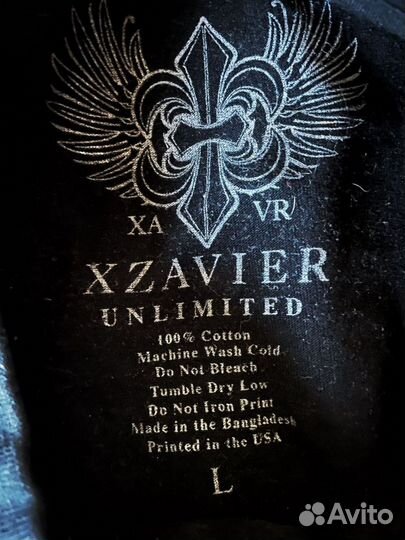 XA VR
XZAVIER
UNLIMITED
100% Cotton
Machine Wash Cold
Do Not Bleach
Tumble Dry Low
Do Not Iron Print
Made in the Bangladesh
Printed in the USA
L
Avito